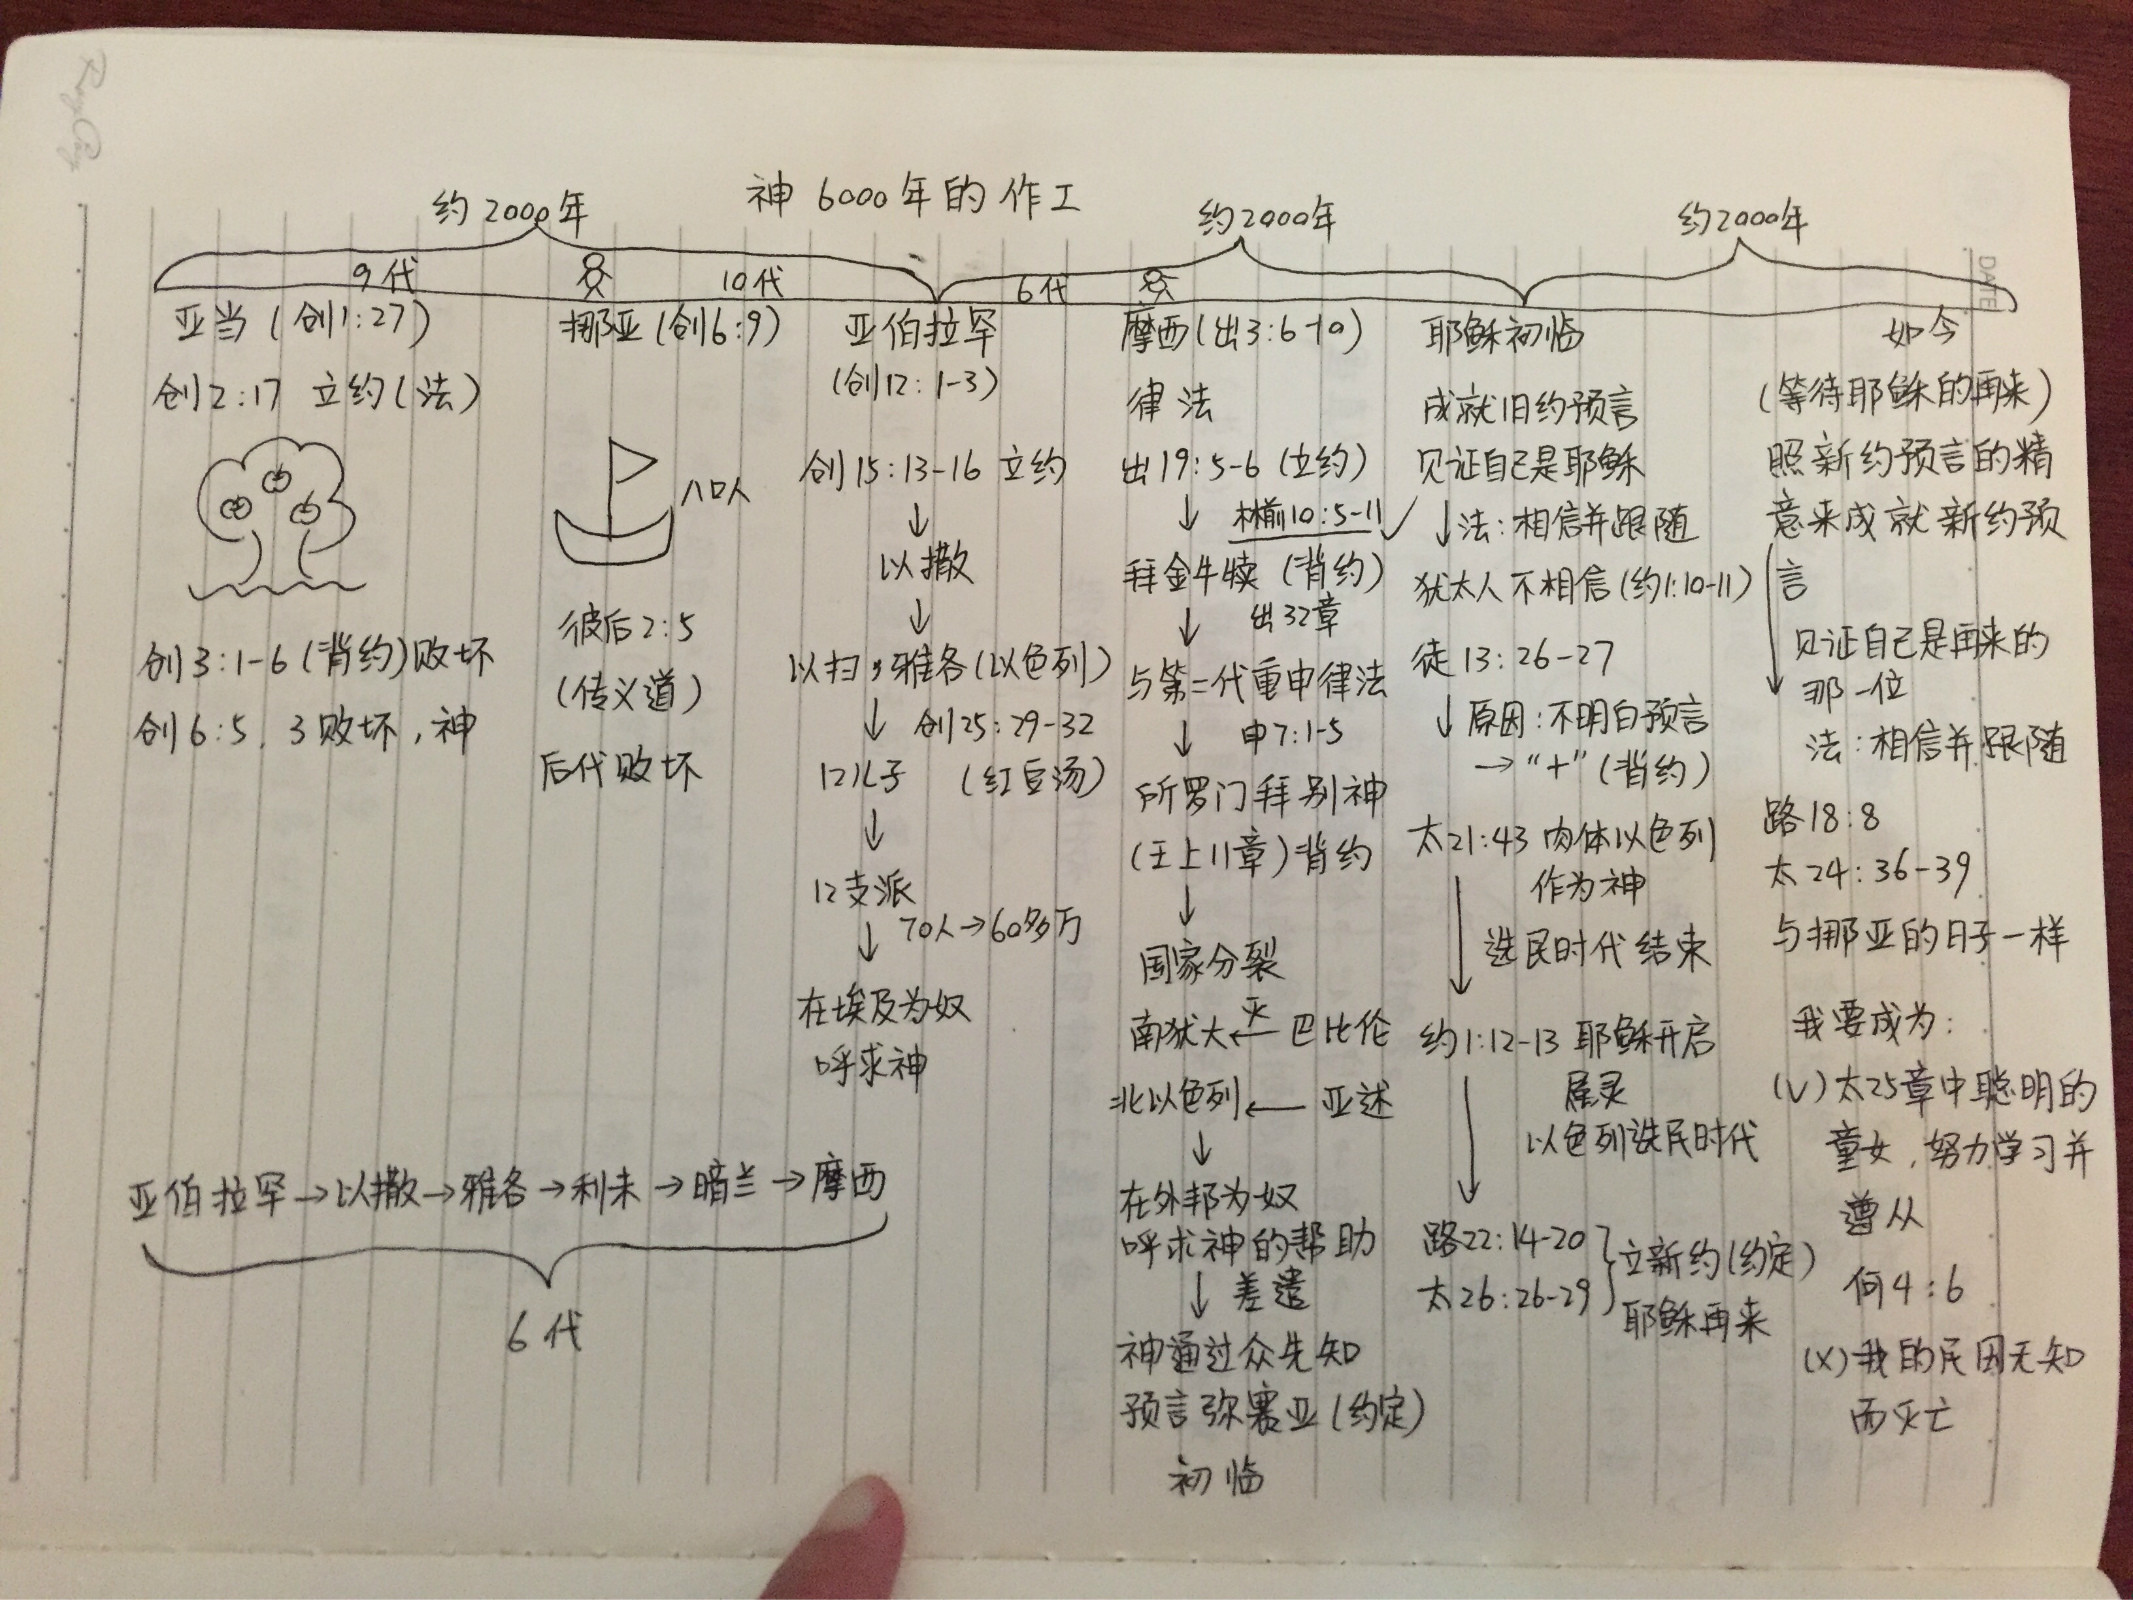 神6000年的作工
约2000年
约2000年
约2000年
9代
10代
6代
亚当(创1:27)
创2:17 立约(法)
创3:1-6(背约)败坏
创6:5,3败坏,神
挪亚(创6:9)
八口人
彼后2:5
(传义道)
后代败坏
亚伯拉罕
(创12:1-3)
创15:13-16 立约
↓
以撒
↓
以扫,雅各(以色列)
↓ 创25:29-32
12儿子 (红豆汤)
↓
12支派
↓ 70人→60多万
在埃及为奴
呼求神
亚伯拉罕→以撒→雅各→利未→暗兰→摩西
6代
摩西(出3:6-10)
律法
出19:5-6(立约)
↓ 林前10:5-11
拜金牛犊(背约)
↓ 出32章
与第二代重申律法
↓ 申7:1-5
所罗门拜别神
(王上11章)背约
↓
国家分裂
南犹大←灭 巴比伦
北以色列← 亚述
↓
在外邦为奴
呼求神的帮助
↓ 差遣
神通过众先知
预言弥赛亚(约定)
初临
耶稣初临
成就旧约预言
见证自己是耶稣
↓法:相信并跟随
犹太人不相信(约1:10-11)
徒13:26-27
↓原因:不明白预言
→“十”(背约)
太21:43 肉体以色列
作为神
选民时代结束
约1:12-13 耶稣开启
属灵
以色列选民时代
路22:14-20
太26:26-29
立新约(约定)
耶稣再来
如今
(等待耶稣的再来)
照新约预言的精
意来成就新约预
言
见证自己是再来的
那一位
法:相信并跟随
路18:8
太24:36-39
与挪亚的日子一样
我要成为:
(√)太25章中聪明的
童女,努力学习并
遵从
何4:6
(X)我的民因无知
而灭亡
DATE